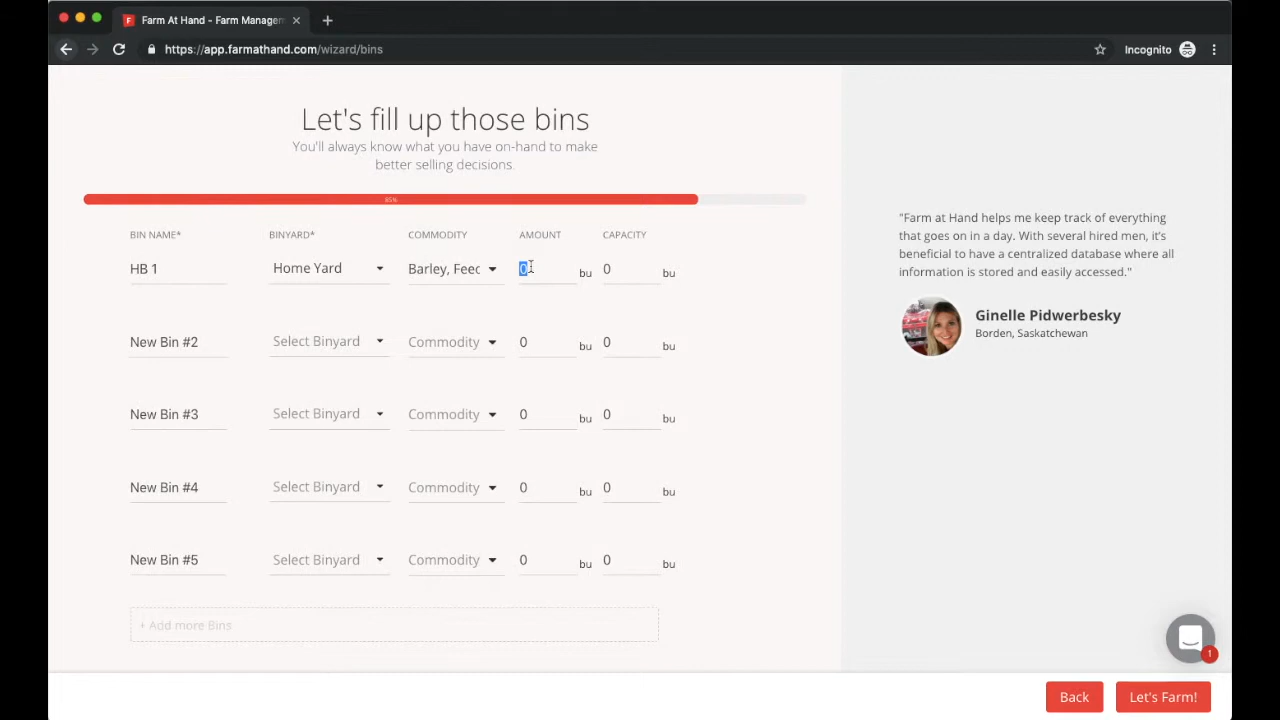 Farm At Hand - Farm Managem
https://app.farmathand.com/wizard/bins
Incognito
Let's fill up those bins
You'll always know what you have on-hand to make
better selling decisions.
85%
BIN NAME* BINYARD* COMMODITY AMOUNT CAPACITY
HB 1 Home Yard Barley, Feed 0 bu 0 bu
New Bin #2 Select Binyard Commodity 0 bu 0 bu
New Bin #3 Select Binyard Commodity 0 bu 0 bu
New Bin #4 Select Binyard Commodity 0 bu 0 bu
New Bin #5 Select Binyard Commodity 0 bu 0 bu
+ Add more Bins
"Farm at Hand helps me keep track of everything
that goes on in a day. With several hired men, it's
beneficial to have a centralized database where all
information is stored and easily accessed."
Ginelle Pidwerbesky
Borden, Saskatchewan
1
Back
Let's Farm!